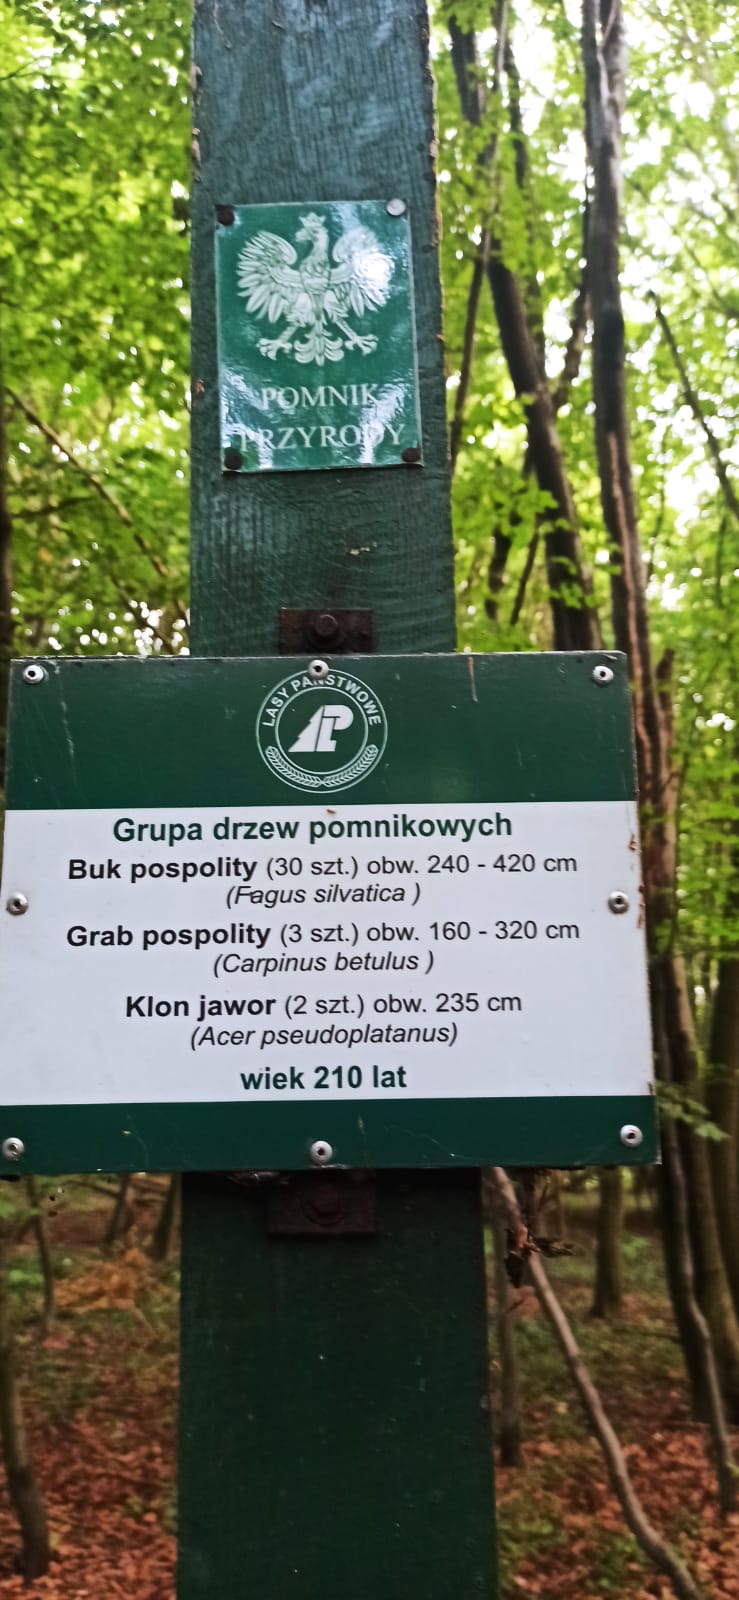 POMNIK
PRZYRODY
LASY PAŃSTWOWE
LP
Grupa drzew pomnikowych
Buk pospolity (30 szt.) obw. 240 - 420 cm
(Fagus silvatica )
Grab pospolity (3 szt.) obw. 160 - 320 cm
(Carpinus betulus )
Klon jawor (2 szt.) obw. 235 cm
(Acer pseudoplatanus)
wiek 210 lat